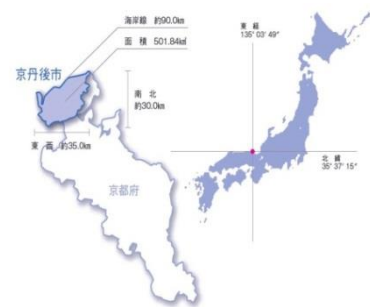 海岸線 約90.0km
面 積 501.84㎢
京丹後市
南 北
約30.0km
東 西 約35.0km
京都府
東 経
135° 03′ 49″
北 緯
35° 37′ 15″